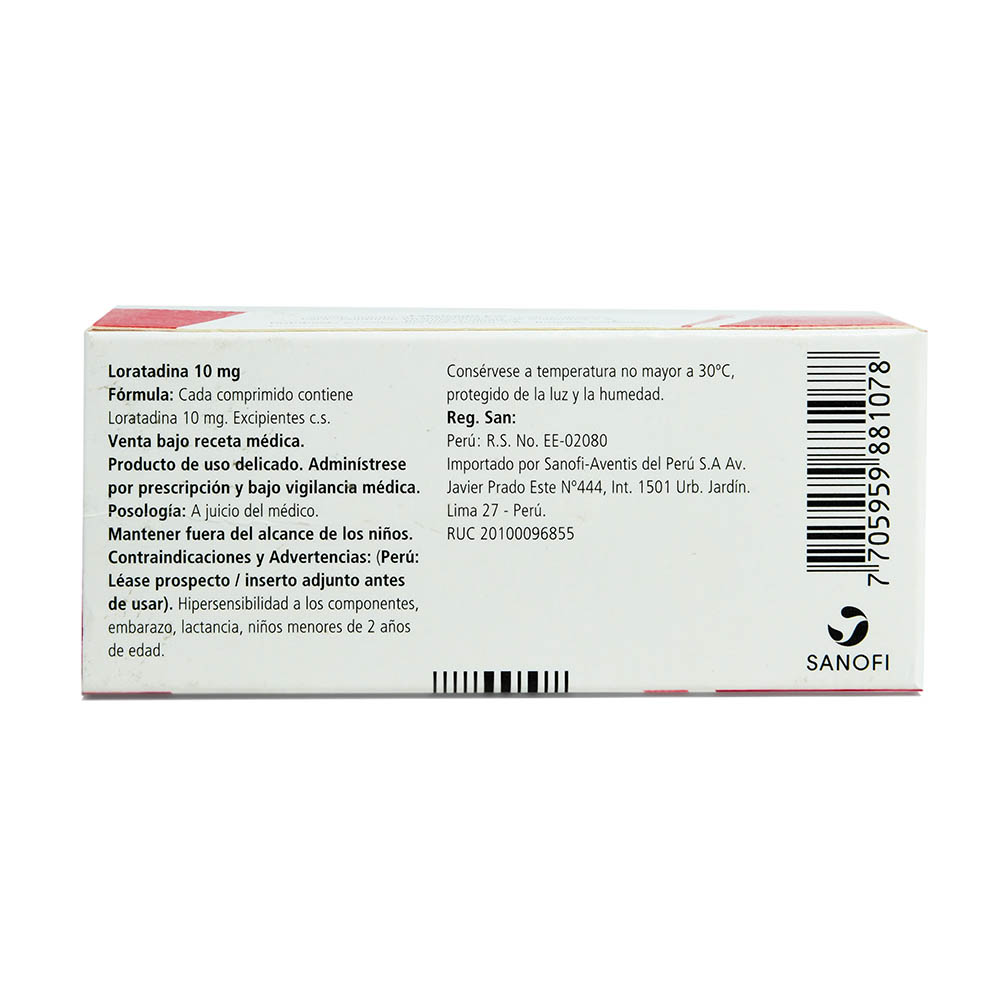 Loratadina 10 mg
Fórmula: Cada comprimido contiene
Loratadina 10 mg. Excipientes c.s.
Venta bajo receta médica.
Producto de uso delicado. Adminístrese
por prescripción y bajo vigilancia médica.
Posología: A juicio del médico.
Mantener fuera del alcance de los niños.
Contraindicaciones y Advertencias: (Perú:
Léase prospecto / inserto adjunto antes
de usar). Hipersensibilidad a los componentes,
embarazo, lactancia, niños menores de 2 años
de edad.
Consérvese a temperatura no mayor a 30ºC,
protegido de la luz y la humedad.
Reg. San:
Perú: R.S. No. EE-02080
Importado por Sanofi-Aventis del Perú S.A Av.
Javier Prado Este Nº444, Int. 1501 Urb. Jardín.
Lima 27 - Perú.
RUC 20100096855
7 705959 881078
SANOFI